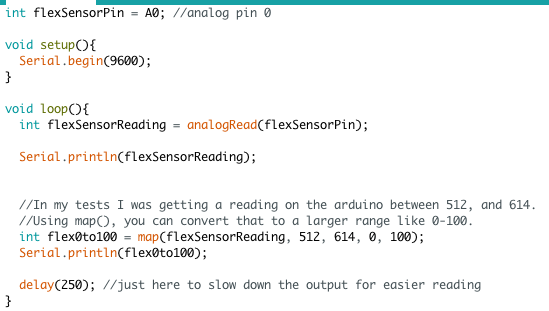 int flexSensorPin = A0; //analog pin 0
void setup(){
Serial.begin(9600);
}
void loop(){
int flexSensorReading = analogRead(flexSensorPin);
Serial.println(flexSensorReading);
//In my tests I was getting a reading on the arduino between 512, and 614.
//Using map(), you can convert that to a larger range like 0-100.
int flex0to100 = map(flexSensorReading, 512, 614, 0, 100);
Serial.println(flex0to100);
delay(250); //just here to slow down the output for easier reading
}